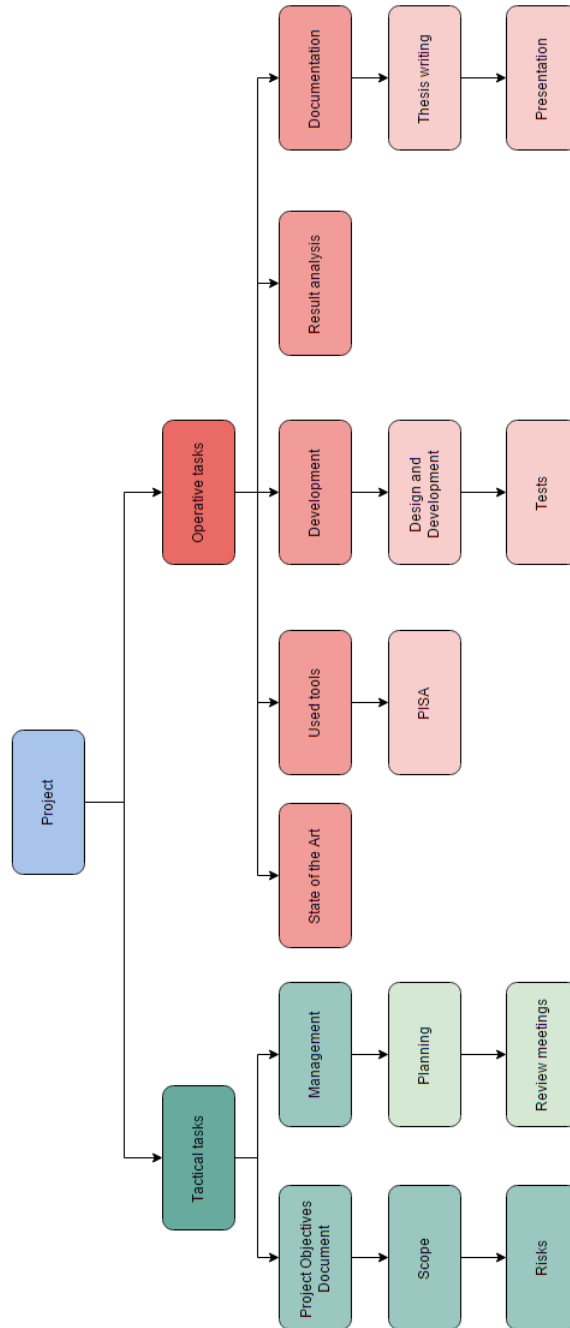 Project
Tactical tasks
Operative tasks
Project Objectives
Document
Management
State of the Art
Used tools
Development
Result analysis
Documentation
Scope
Planning
PISA
Design and
Development
Thesis writing
Risks
Review meetings
Tests
Presentation